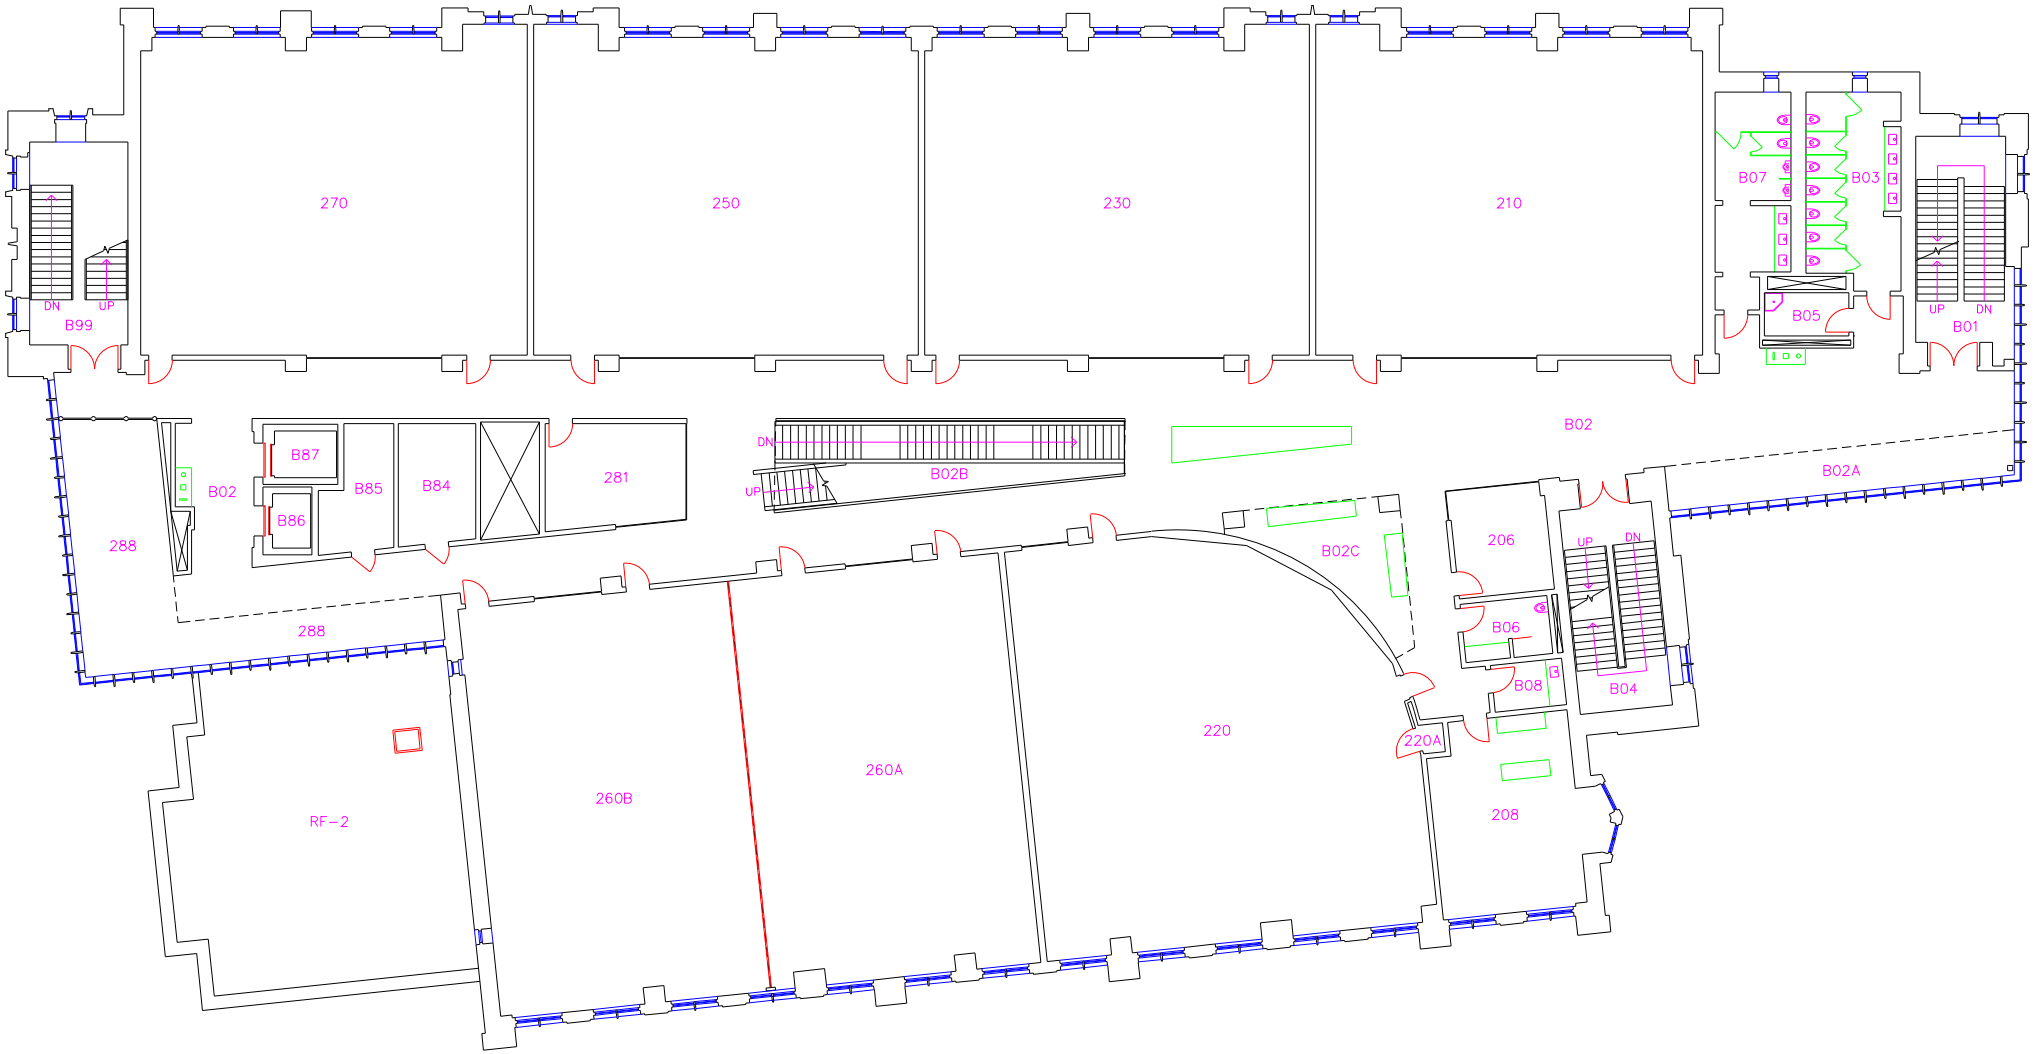 270
250
230
210
B07
B03
DN
UP
B99
UP
DN
B05
B01
B02
DN
B02B
UP
B87
B02
B85
B84
281
B86
B02A
288
B02C
206
UP
DN
288
B06
B08
B04
220
220A
260A
260B
208
RF-2